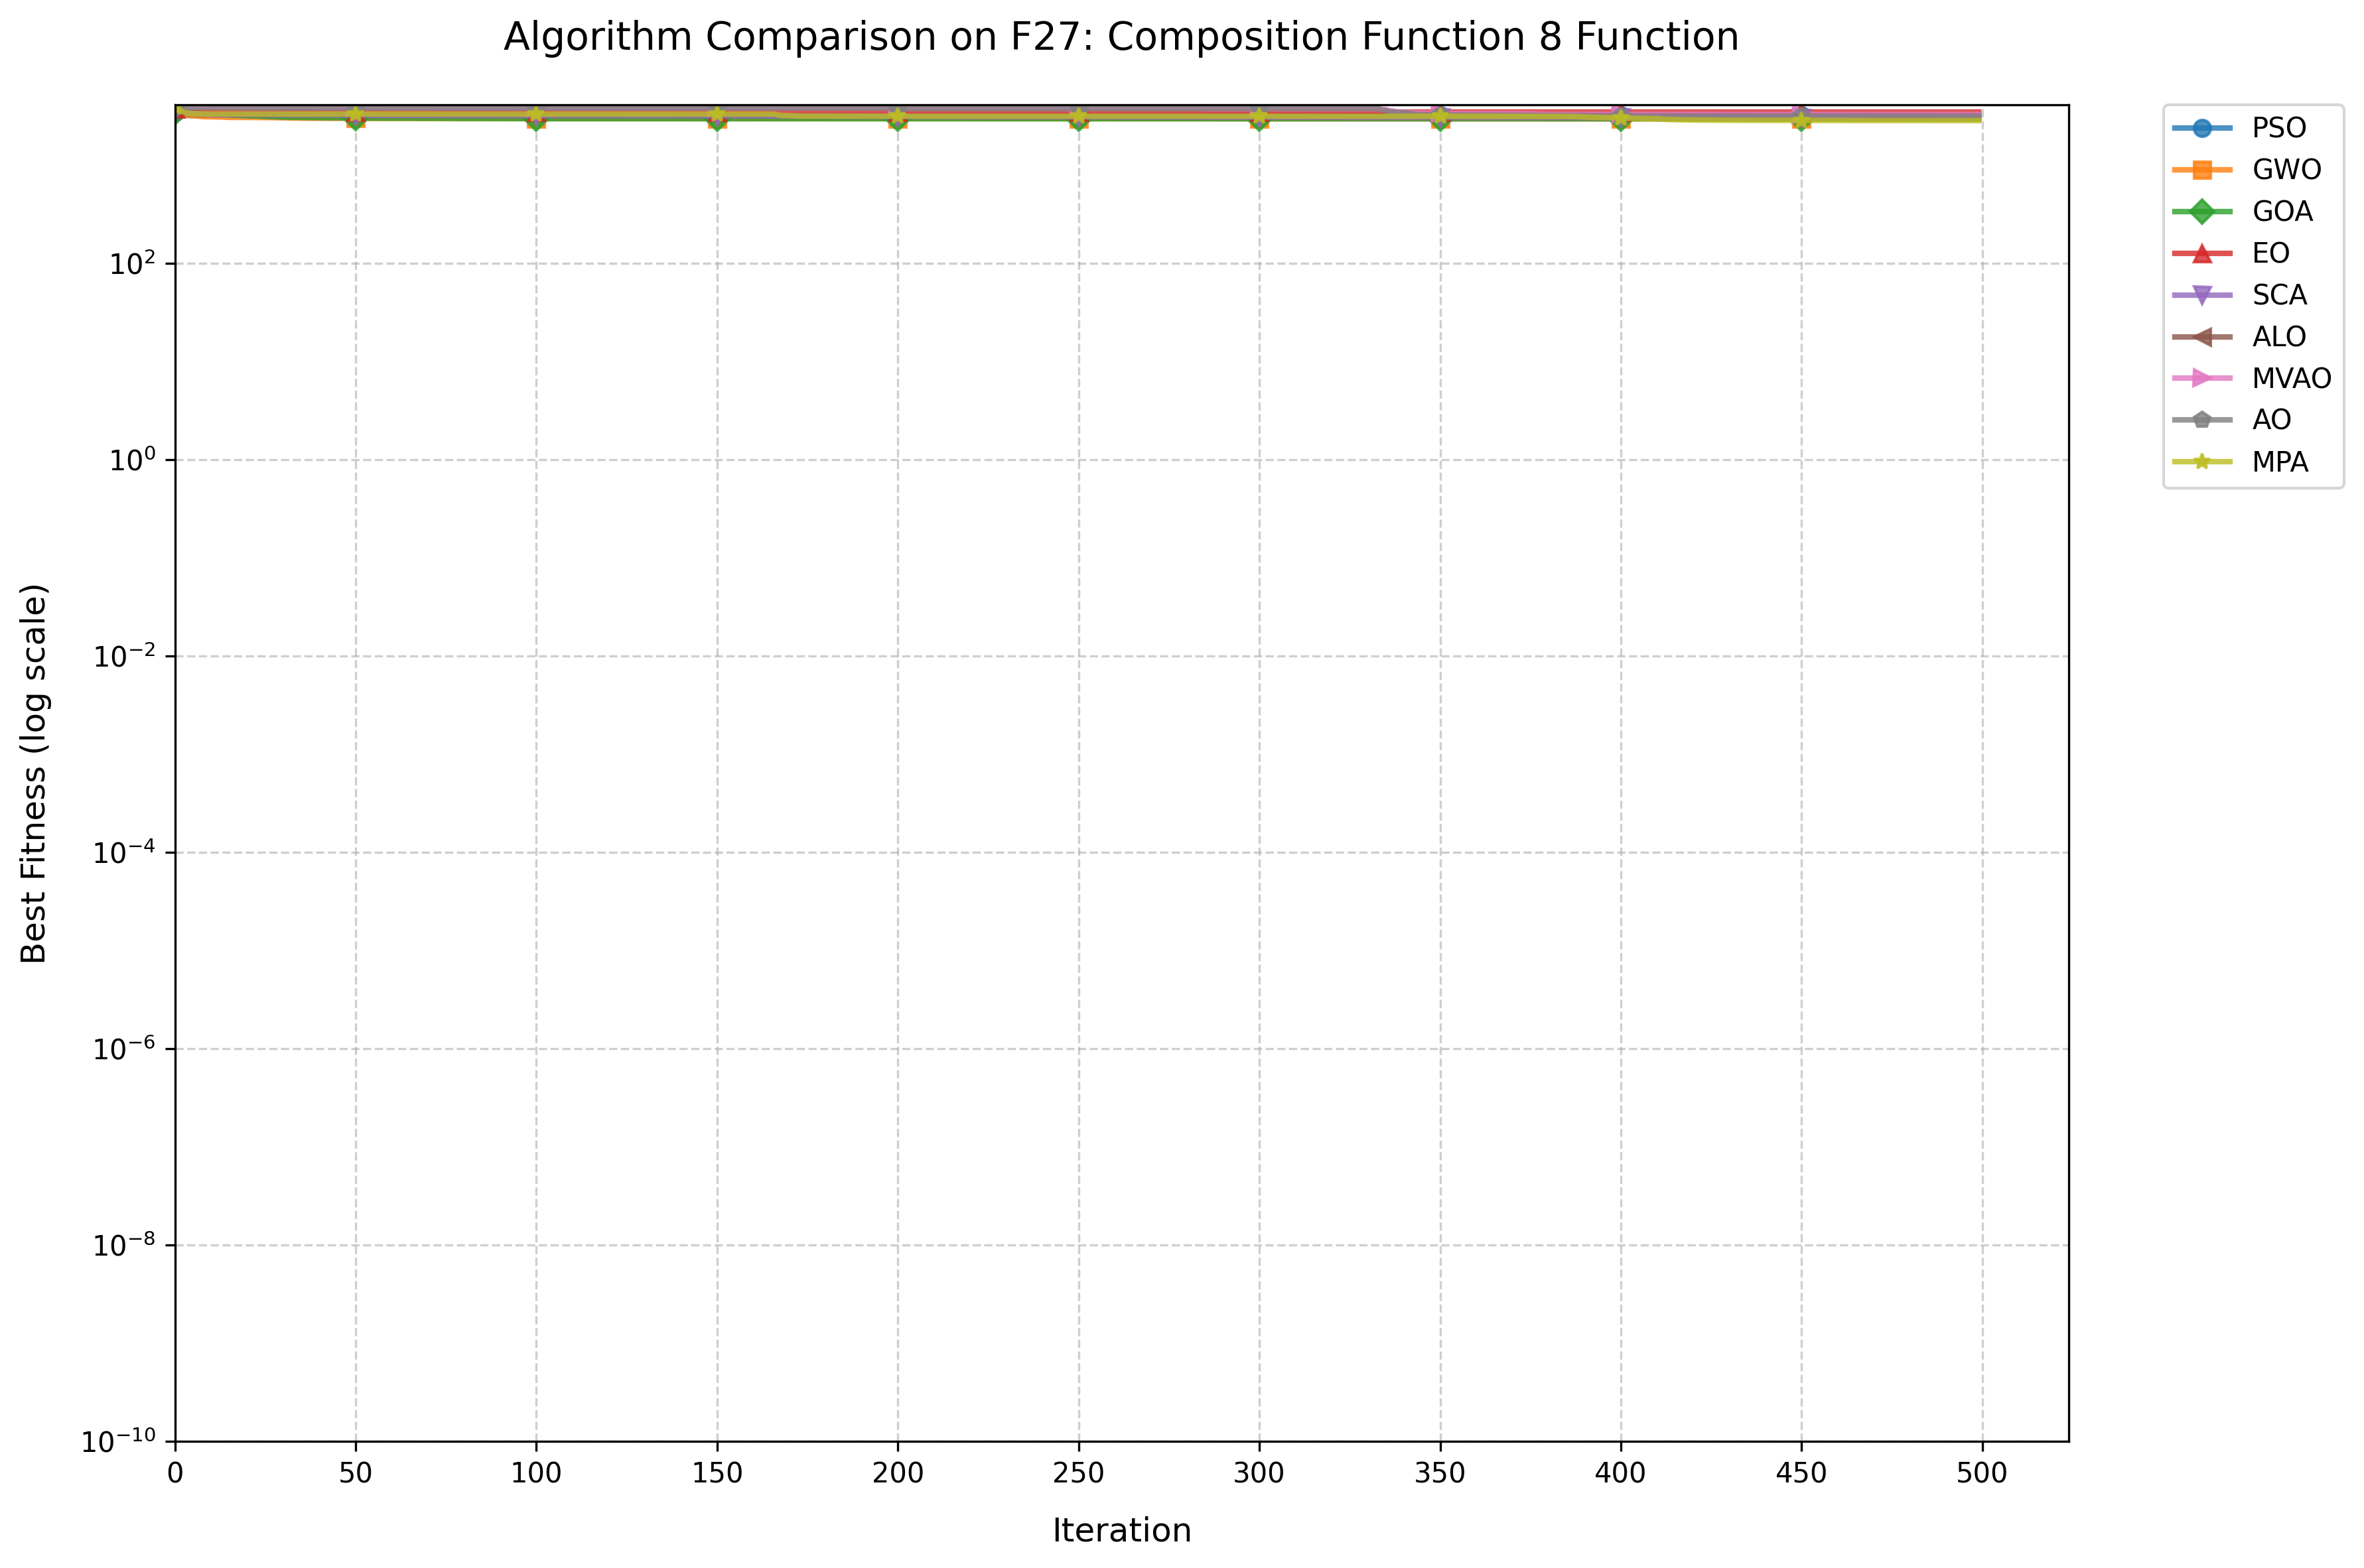 Algorithm Comparison on F27: Composition Function 8 Function
Best Fitness (log scale)
10²
10⁰
10⁻²
10⁻⁴
10⁻⁶
10⁻⁸
10⁻¹⁰
0 50 100 150 200 250 300 350 400 450 500
Iteration
PSO
GWO
GOA
EO
SCA
ALO
MVAO
AO
MPA